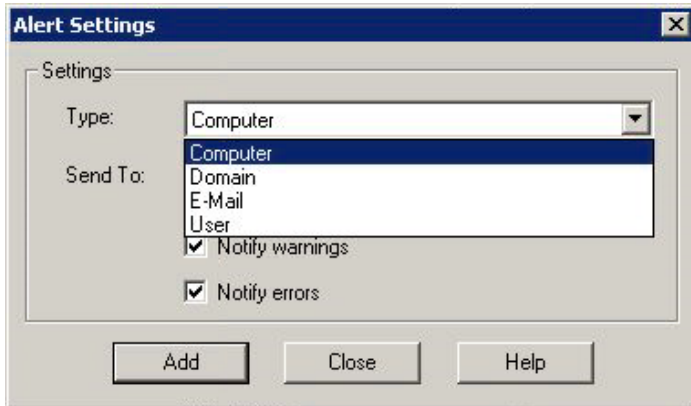 Alert Settings
Settings
Type: Computer
Computer
Send To: Domain
E-Mail
User
Notify warnings
Notify errors
Add Close Help